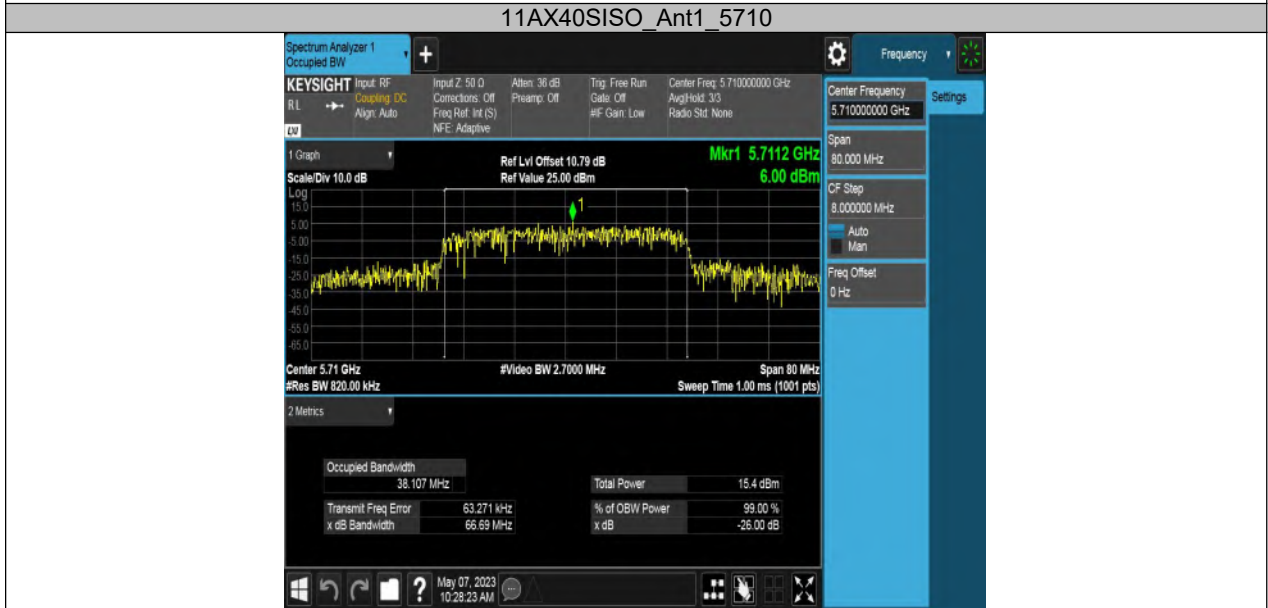 11AX40SISO_Ant1_5710
Spectrum Analyzer 1
Occupied BW
+
Frequency
KEYSIGHT
RL
LXI
Input: RF
Coupling: DC
Align: Auto
Input Z: 50 Ω
Corrections: Off
Freq Ref: Int (S)
NFE: Adaptive
Atten: 36 dB
Preamp: Off
Trig: Free Run
Gate: Off
#IF Gain: Low
Center Freq: 5.710000000 GHz
Avg|Hold: 3/3
Radio Std: None
Center Frequency
5.710000000 GHz
Settings
Span
80.000 MHz
CF Step
8.000000 MHz
Auto
Man
Freq Offset
0 Hz
1 Graph
Ref Lvl Offset 10.79 dB
Mkr1 5.7112 GHz
Scale/Div 10.0 dB
Ref Value 25.00 dBm
6.00 dBm
Log
15.0
5.00
-5.00
-15.0
-25.0
-35.0
-45.0
-55.0
-65.0
1
Center 5.71 GHz
#Video BW 2.7000 MHz
Span 80 MHz
#Res BW 820.00 kHz
Sweep Time 1.00 ms (1001 pts)
2 Metrics
Occupied Bandwidth
38.107 MHz
Total Power 15.4 dBm
Transmit Freq Error 63.271 kHz
% of OBW Power 99.00 %
x dB Bandwidth 66.69 MHz
x dB -26.00 dB
?
May 07, 2023
10:28:23 AM